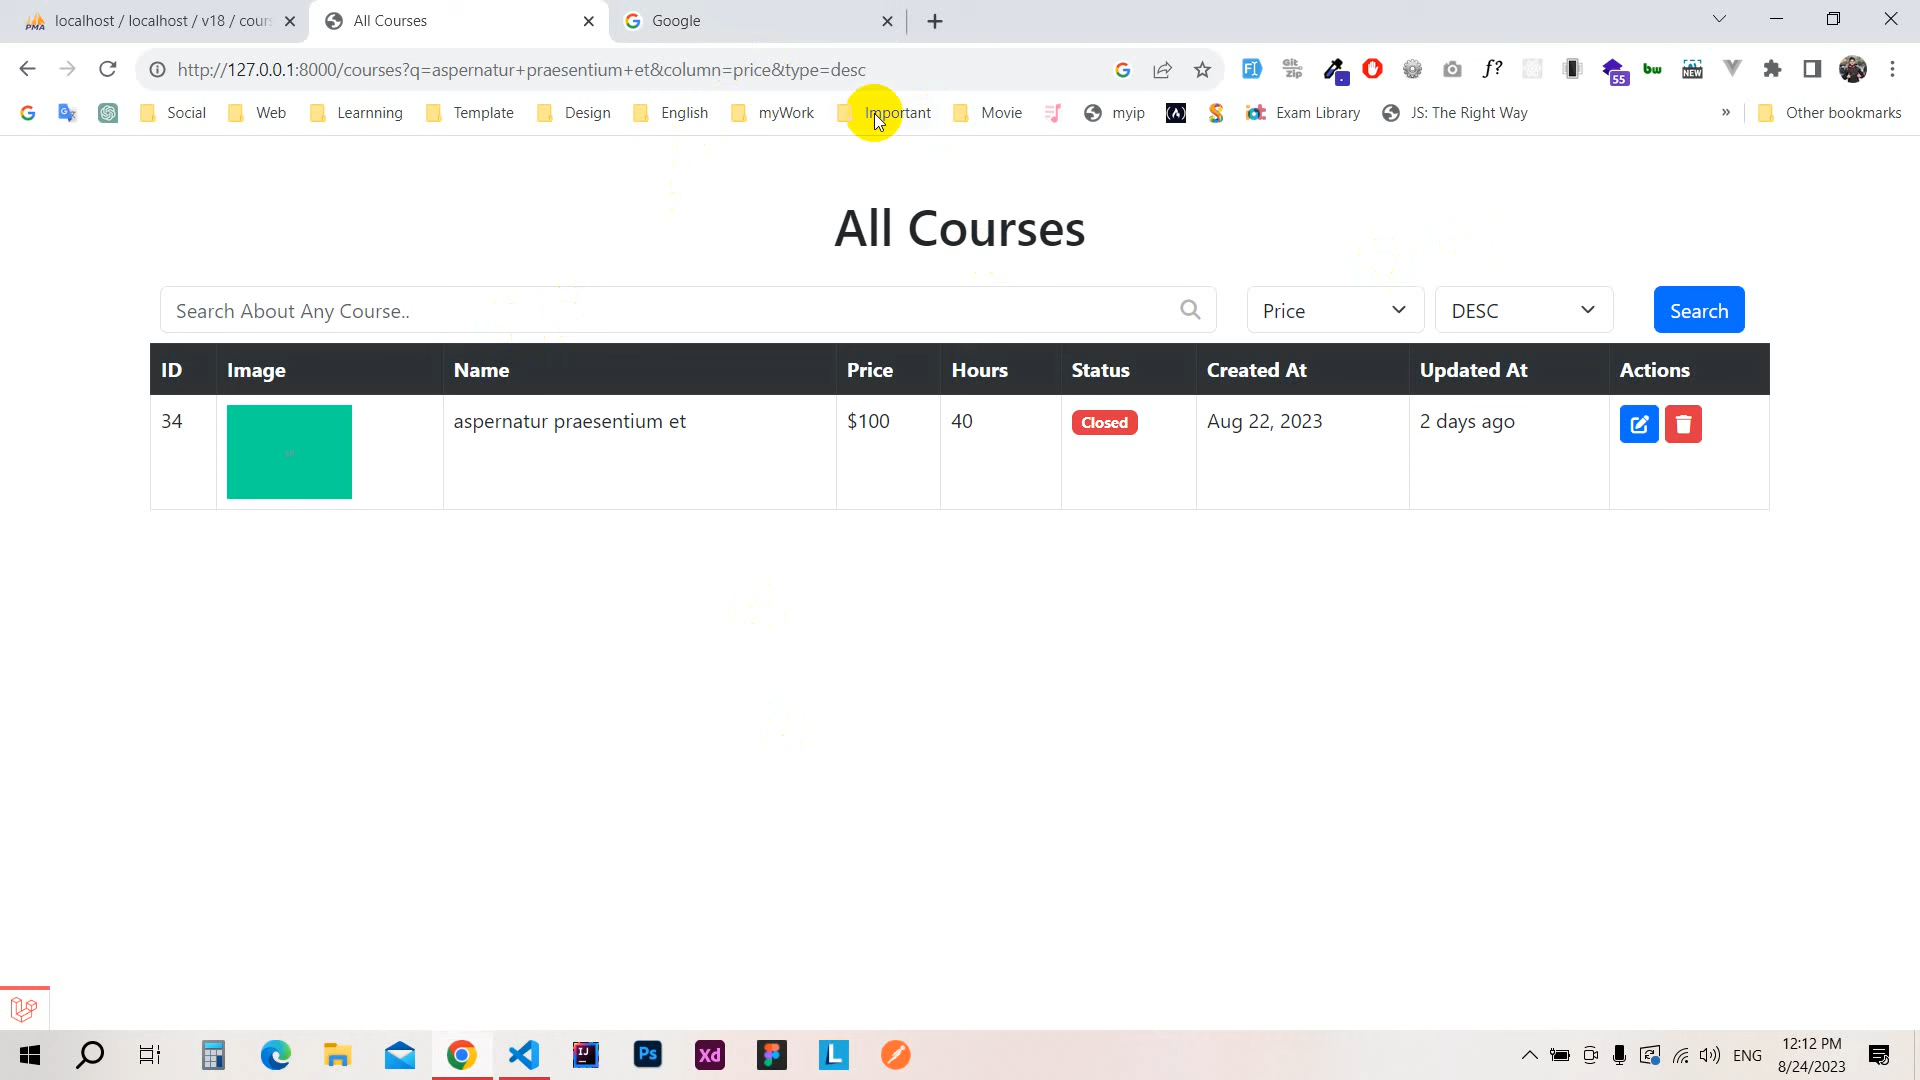 localhost / localhost / v18 / cour
All Courses
Google
http://127.0.0.1:8000/courses?q=aspernatur+praesentium+et&column=price&type=desc
Social
Web
Learnning
Template
Design
English
myWork
Important
Movie
myip
Exam Library
JS: The Right Way
»
Other bookmarks
All Courses
Search About Any Course..
Price
DESC
Search
ID Image Name Price Hours Status Created At Updated At Actions
34 aspernatur praesentium et $100 40 Closed Aug 22, 2023 2 days ago
ENG
12:12 PM
8/24/2023